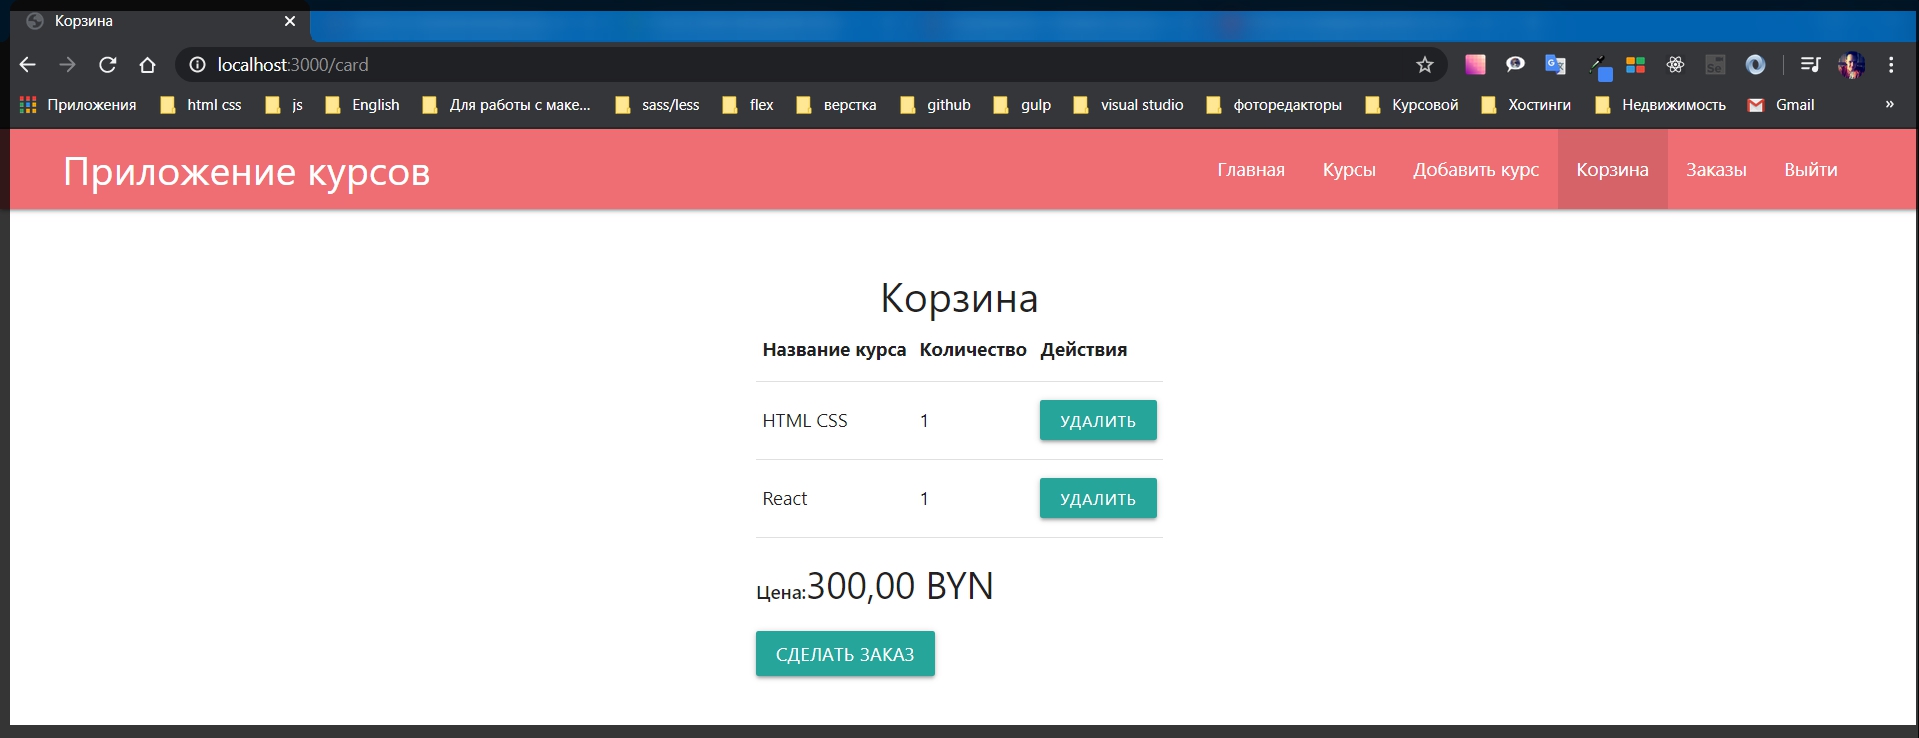 Корзина
localhost:3000/card
Приложения html css js English Для работы с маке... sass/less flex верстка github gulp visual studio фоторедакторы Курсовой Хостинги Недвижимость Gmail »
Приложение курсов Главная Курсы Добавить курс Корзина Заказы Выйти
Корзина
Название курса Количество Действия
HTML CSS 1 УДАЛИТЬ
React 1 УДАЛИТЬ
Цена:300,00 BYN
СДЕЛАТЬ ЗАКАЗ